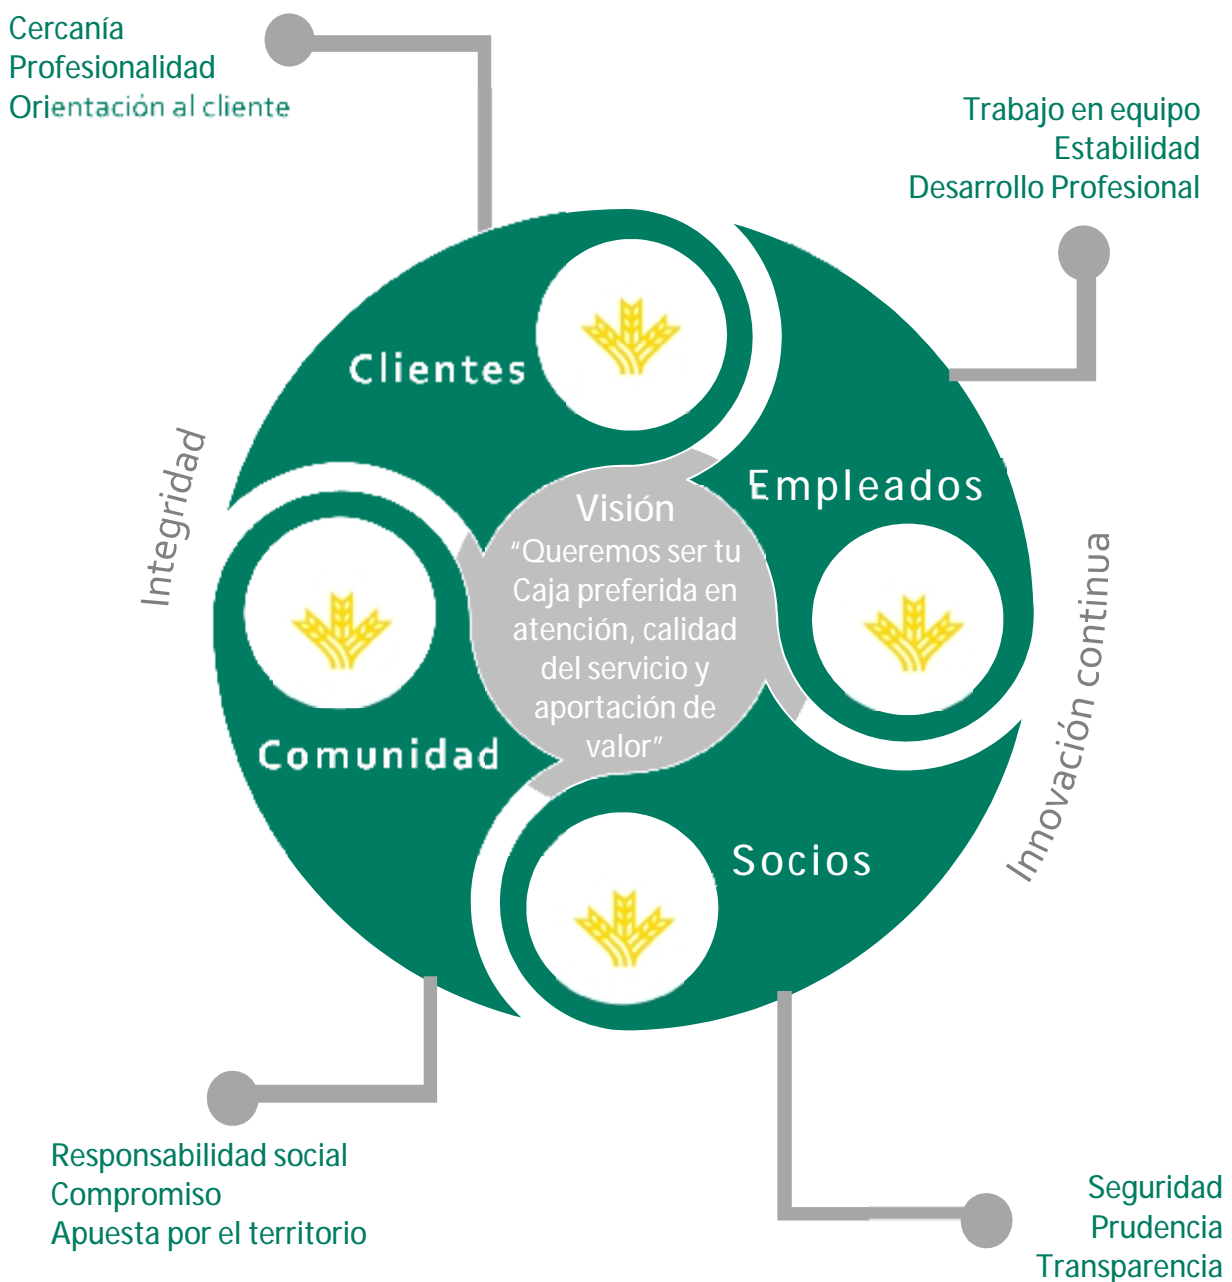 Cercanía
Profesionalidad
Orientación al cliente
Trabajo en equipo
Estabilidad
Desarrollo Profesional
Clientes
Empleados
Integridad
Visión
"Queremos ser tu
Caja preferida en
atención, calidad
del servicio y
aportación de
valor"
Innovación continua
Comunidad
Socios
Responsabilidad social
Compromiso
Apuesta por el territorio
Seguridad
Prudencia
Transparencia